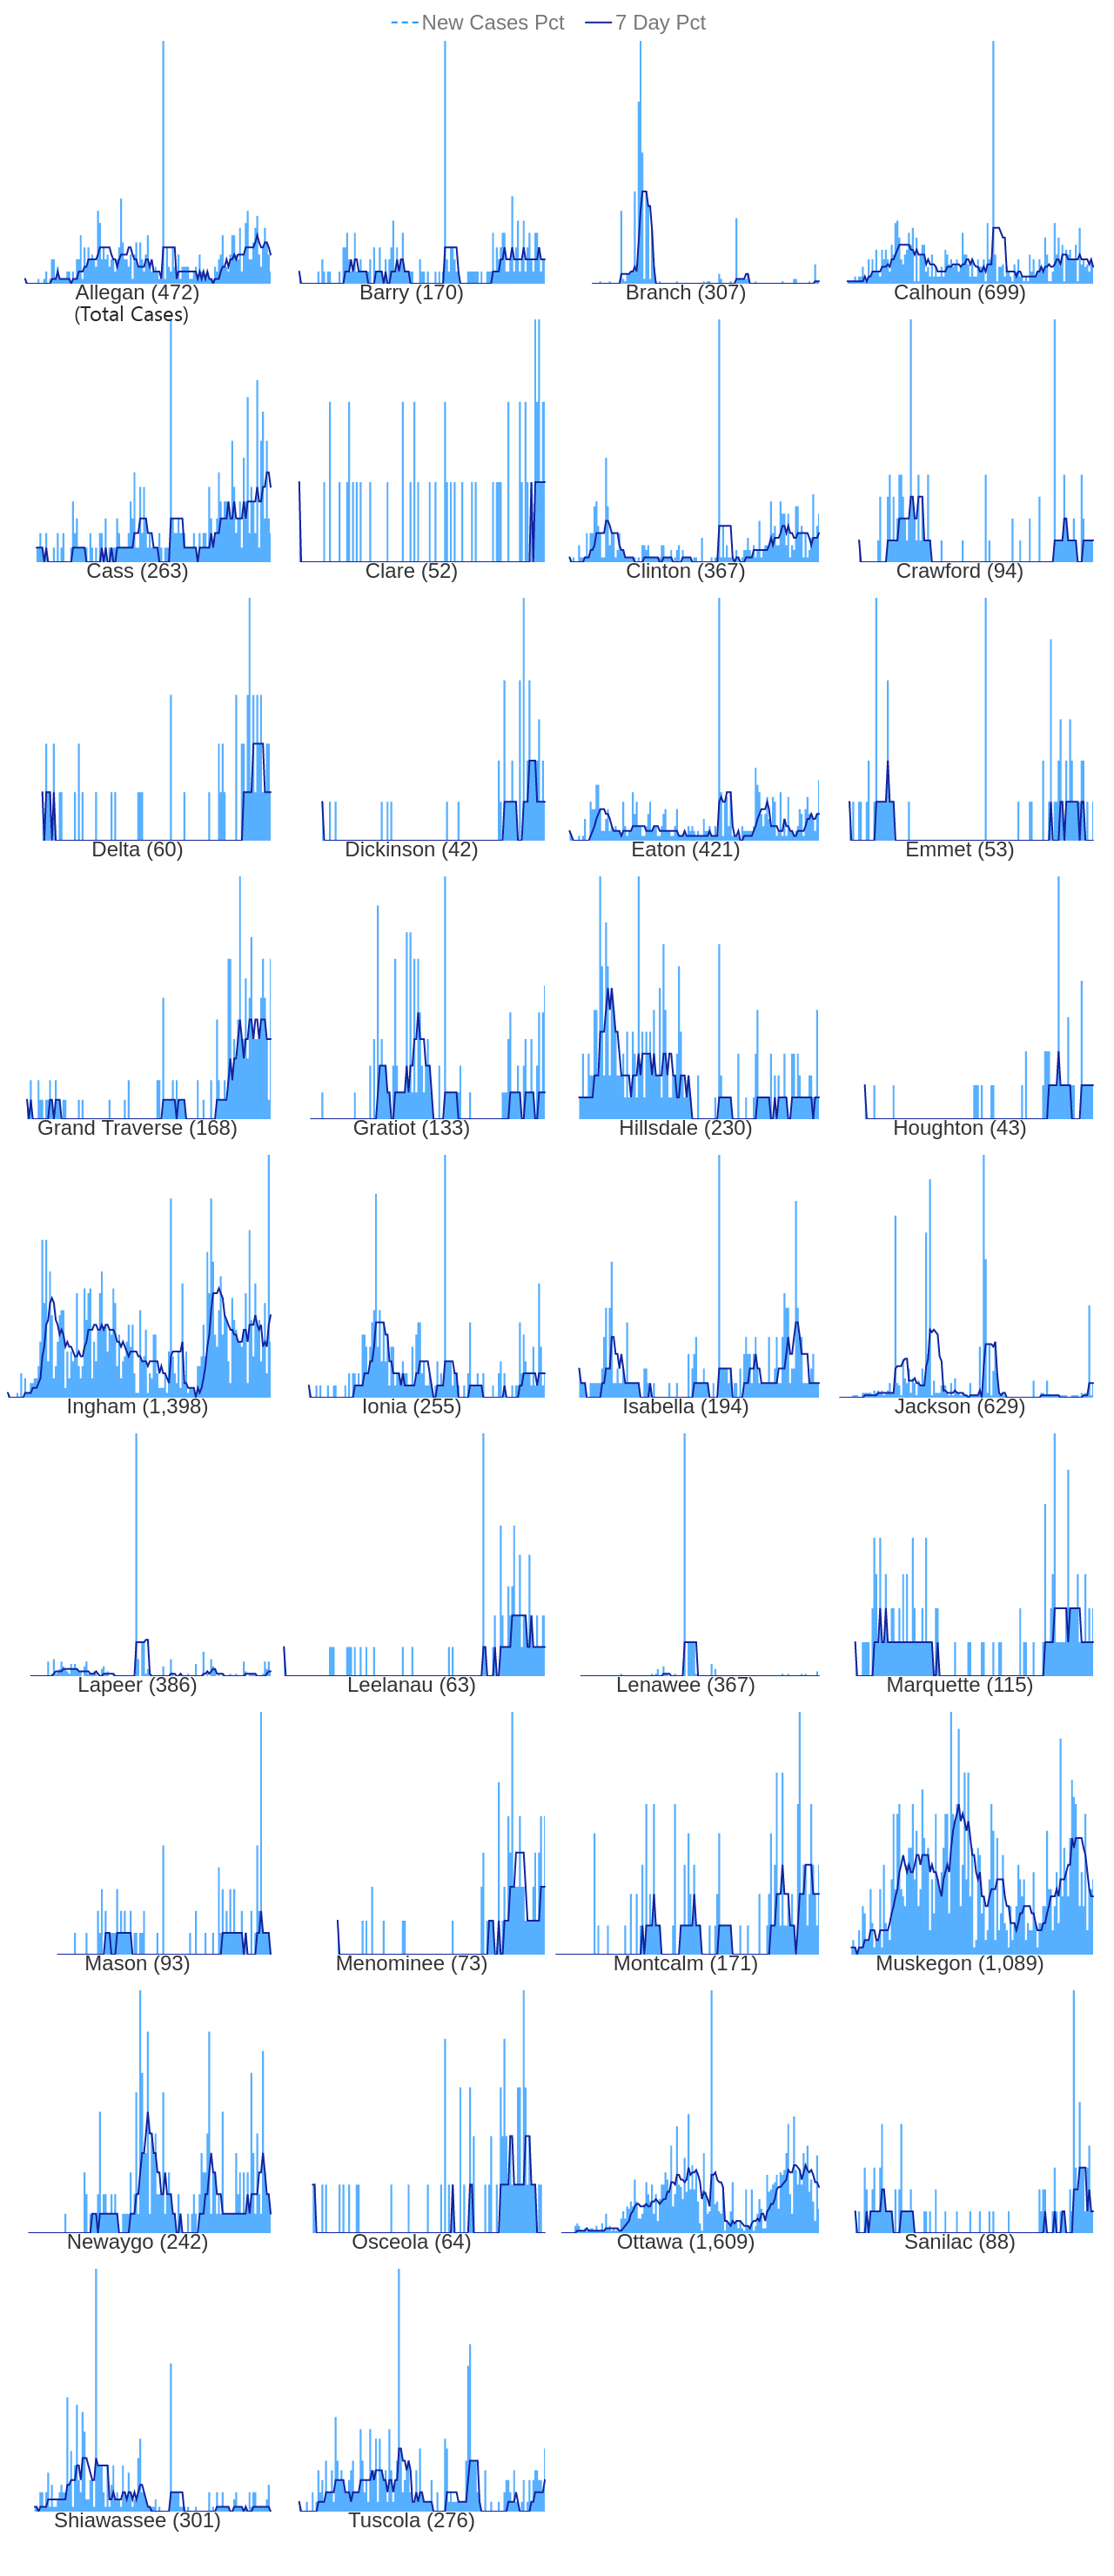 New Cases Pct 7 Day Pct
Allegan (472) Barry (170) Branch (307) Calhoun (699)
(Total Cases)
Cass (263) Clare (52) Clinton (367) Crawford (94)
Delta (60) Dickinson (42) Eaton (421) Emmet (53)
Grand Traverse (168) Gratiot (133) Hillsdale (230) Houghton (43)
Ingham (1,398) Ionia (255) Isabella (194) Jackson (629)
Lapeer (386) Leelanau (63) Lenawee (367) Marquette (115)
Mason (93) Menominee (73) Montcalm (171) Muskegon (1,089)
Newaygo (242) Osceola (64) Ottawa (1,609) Sanilac (88)
Shiawassee (301) Tuscola (276)